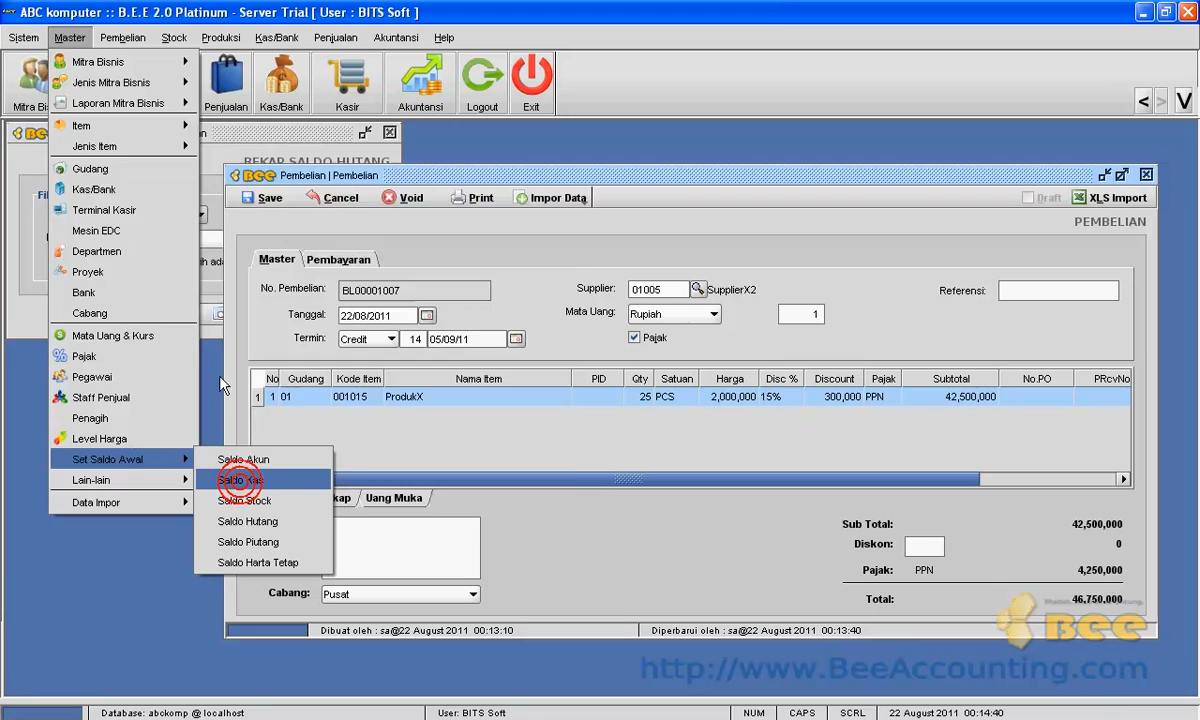 ABC komputer :: B.E.E 2.0 Platinum - Server Trial [ User : BITS Soft ]
Sistem Master Pembelian Stock Produksi Kas/Bank Penjualan Akuntansi Help
Penjualan Kas/Bank Kasir Akuntansi Logout Exit
Mitra Bisnis
Jenis Mitra Bisnis
Laporan Mitra Bisnis
Item
Jenis Item
Gudang
Kas/Bank
Terminal Kasir
Mesin EDC
Departmen
Proyek
Bank
Cabang
Mata Uang & Kurs
Pajak
Pegawai
Staff Penjual
Penagih
Level Harga
Set Saldo Awal
Lain-lain
Data Impor
Saldo Akun
Saldo Kas
Saldo Stock
Saldo Hutang
Saldo Piutang
Saldo Harta Tetap
REKAP SALDO HUTANG
Bee Pembelian | Pembelian
Save Cancel Void Print Impor Data Draft XLS Import
PEMBELIAN
Master Pembayaran
No. Pembelian: BL00001007 Supplier: 01005 SupplierX2 Referensi:
Tanggal: 22/08/2011 Mata Uang: Rupiah 1
Termin: Credit 14 05/09/11 Pajak
No Gudang Kode Item Nama Item PID Qty Satuan Harga Disc % Discount Pajak Subtotal No.PO PRcvNo
1 1 01 001015 ProdukX 25 PCS 2,000,000 15% 300,000 PPN 42,500,000
Uang Muka
Sub Total: 42,500,000
Diskon: 0
Pajak: PPN 4,250,000
Cabang: Pusat
Total: 46,750,000
Dibuat oleh : sa@22 August 2011 00:13:10 Diperbarui oleh : sa@22 August 2011 00:13:40
Bee
http://www.BeeAccounting.com
Database: abckomp @ localhost User: BITS Soft NUM CAPS SCRL 22 August 2011 00:14:40